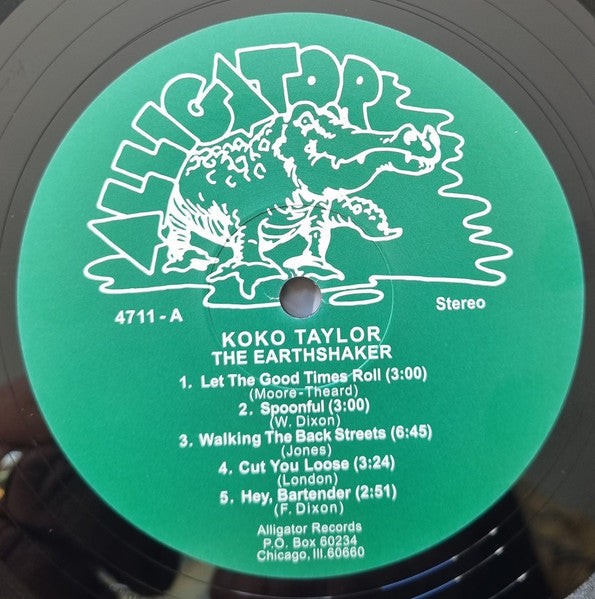 ALLIGATOR
4711 - A
Stereo
KOKO TAYLOR
THE EARTHSHAKER
1. Let The Good Times Roll (3:00)
(Moore-Theard)
2. Spoonful (3:00)
(W. Dixon)
3. Walking The Back Streets (6:45)
(Jones)
4. Cut You Loose (3:24)
(London)
5. Hey, Bartender (2:51)
(F. Dixon)
Alligator Records
P.O. Box 60234
Chicago, Ill. 60660